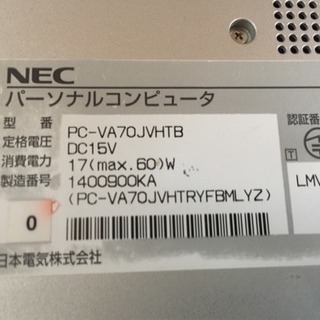 NEC
パーソナルコンピュータ
型 番 PC-VA70JVHTB
定格電圧 DC15V
消費電力 17(max.60)W
製造番号 1400900KA
(PC-VA70JVHTRYFBMLYZ)
0
日本電気株式会社
認証番
T
LMV